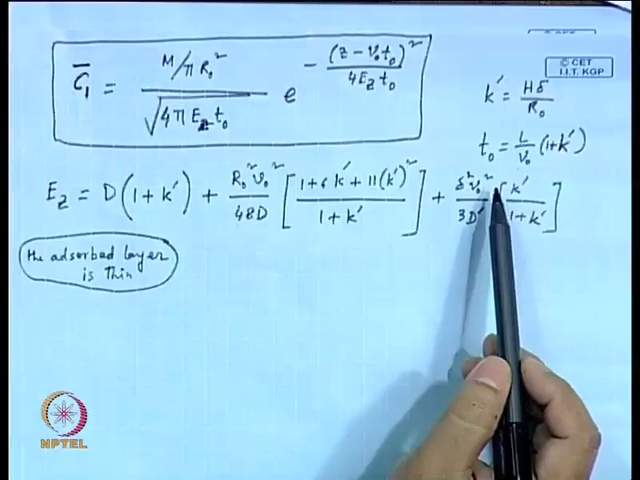 C̄₁ = (M/πR₀²) / √(4πE_z t₀) e^(−(z − v₀t₀)² / 4E_z t₀)
© CET
I.I.T. KGP
k' = Hδ / R₀
t₀ = L/v₀ (1+k')
E_z = D(1+k') + R₀²v₀²/48D [(1+6k'+11(k')²) / (1+k')] + δ²v₀²/3D' [k' / 1+k']
the adsorbed layer
is thin
NPTEL